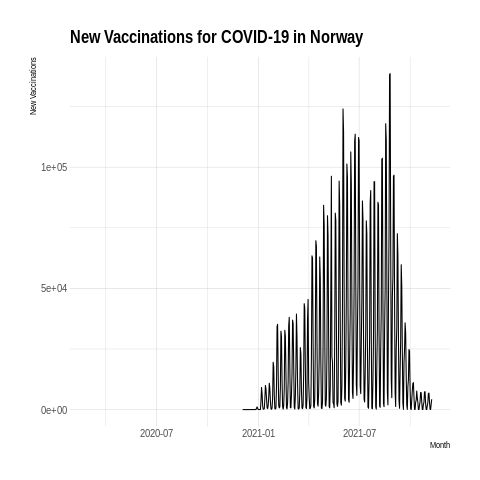 New Vaccinations for COVID-19 in Norway
New Vaccinations
1e+05
5e+04
0e+00
2020-07
2021-01
2021-07
Month